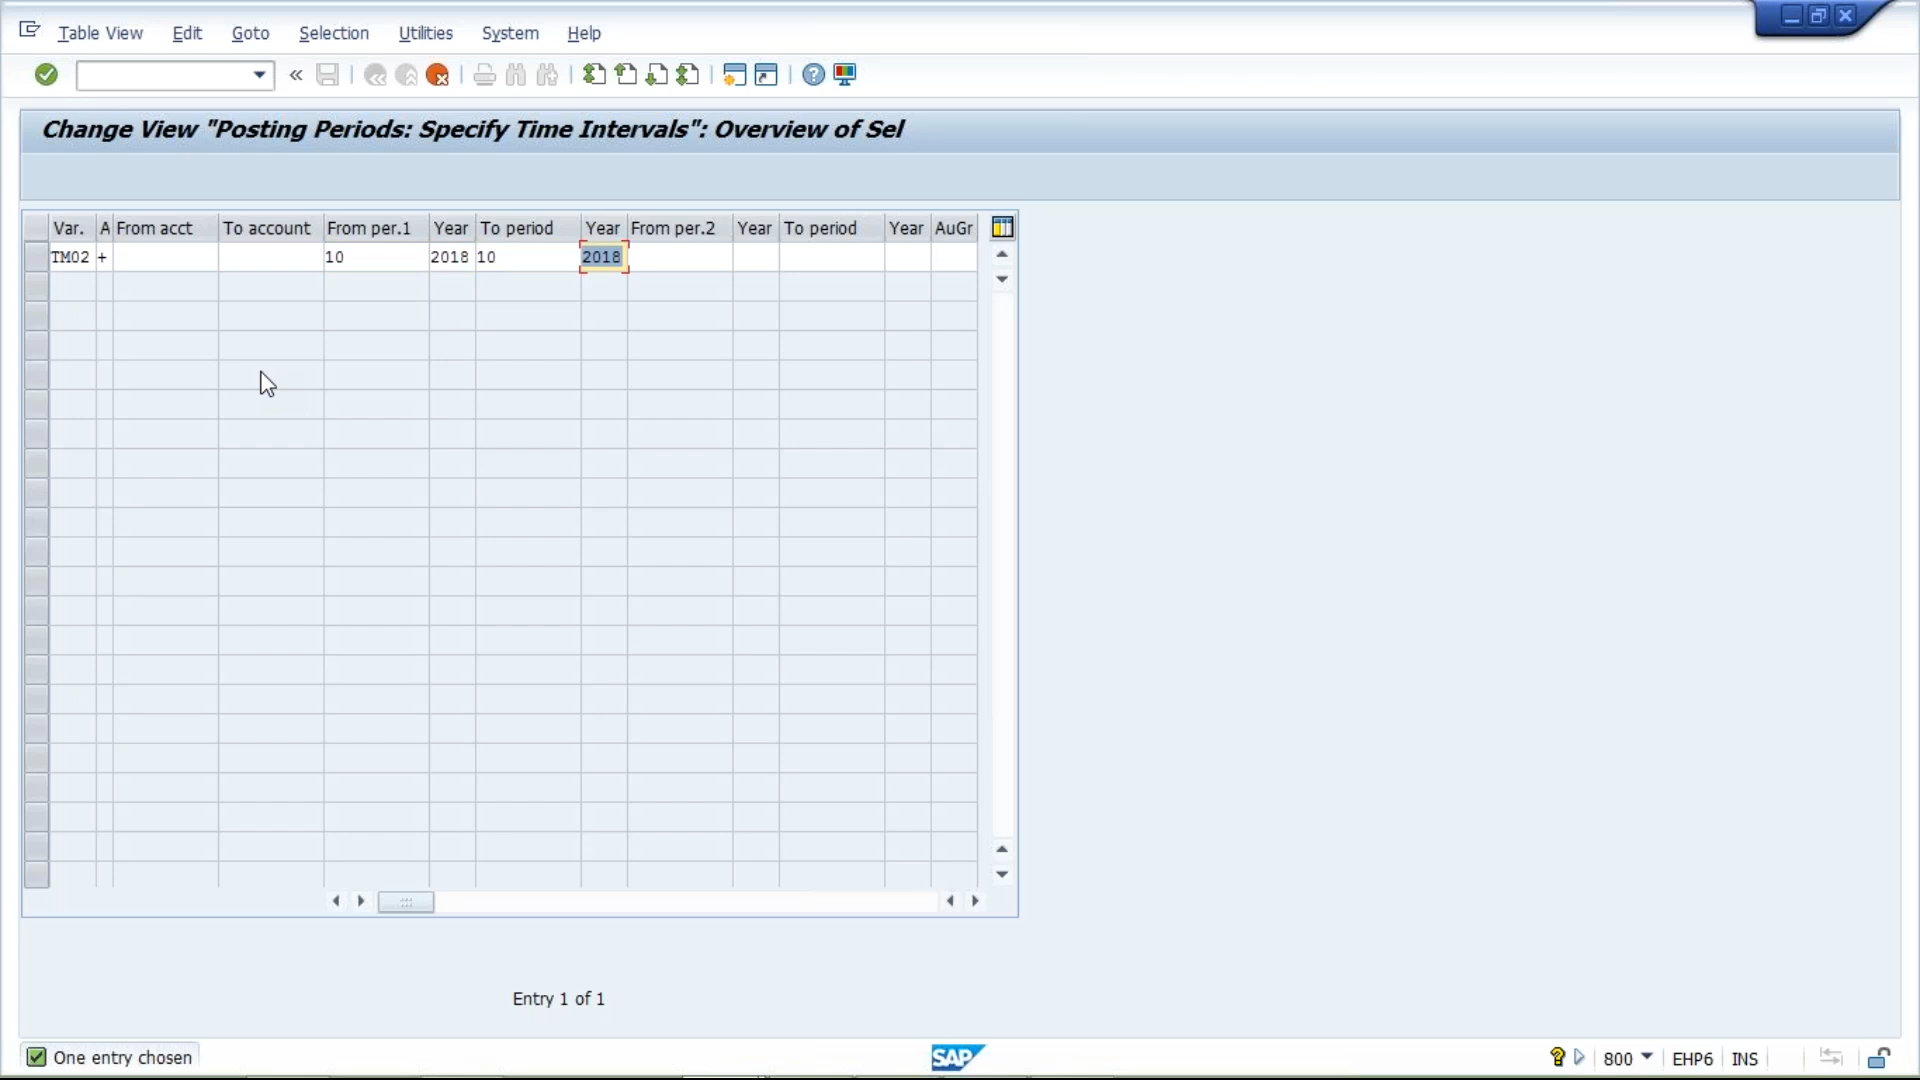 Table View Edit Goto Selection Utilities System Help
Change View "Posting Periods: Specify Time Intervals": Overview of Sel
Var. A From acct To account From per.1 Year To period Year From per.2 Year To period Year AuGr
TM02 + 10 2018 10 2018
Entry 1 of 1
One entry chosen SAP 800 EHP6 INS